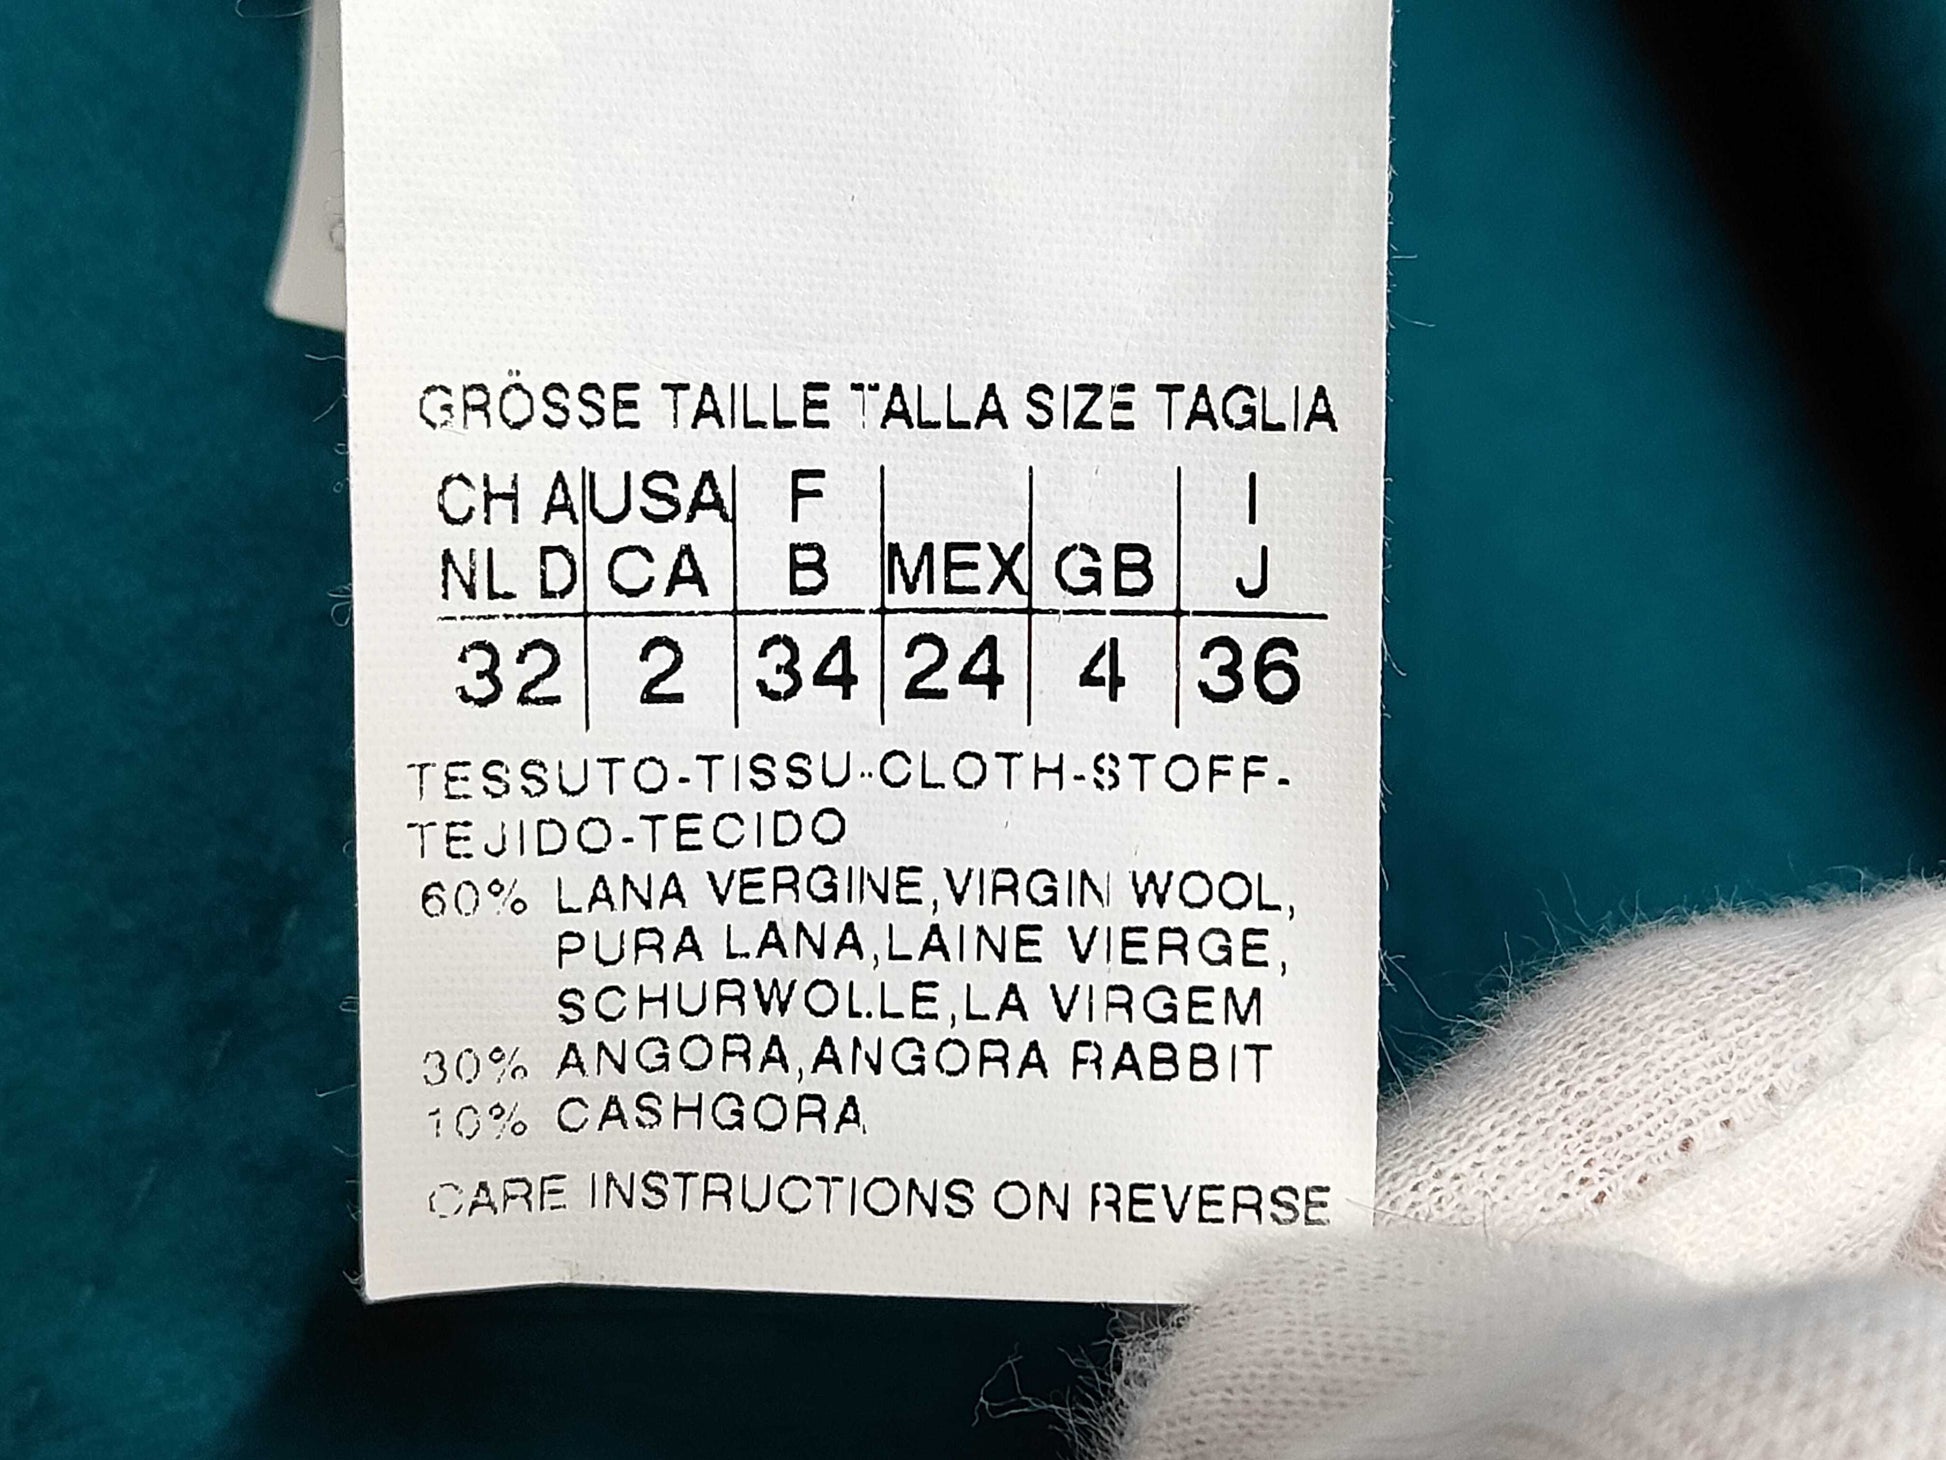 GRÖSSE TAILLE TALLA SIZE TAGLIA
CH A USA F I
NL D CA B MEX GB J
32 2 34 24 4 36
TESSUTO-TISSU-CLOTH-STOFF-
TEJIDO-TECIDO
60% LANA VERGINE,VIRGIN WOOL,
PURA LANA,LAINE VIERGE,
SCHURWOLLE,LA VIRGEM
30% ANGORA,ANGORA RABBIT
10% CASHGORA
CARE INSTRUCTIONS ON REVERSE